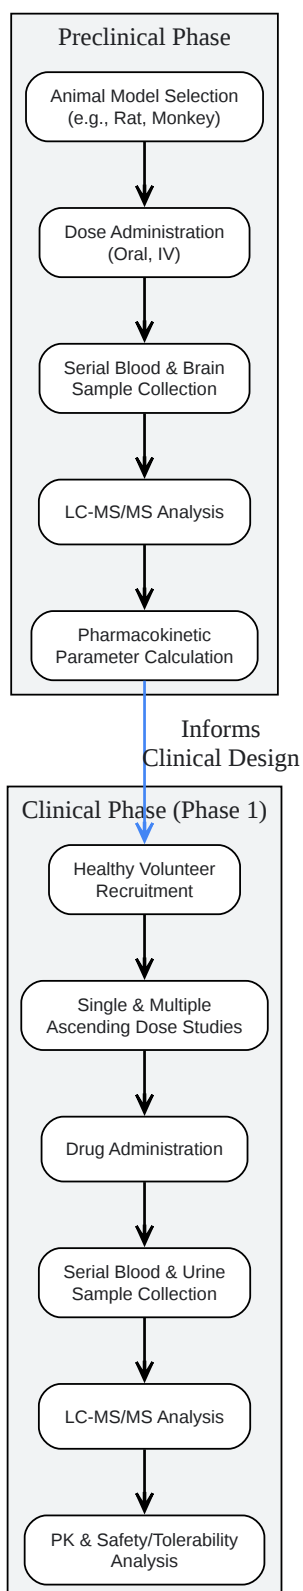 Preclinical Phase
Animal Model Selection
(e.g., Rat, Monkey)
Dose Administration
(Oral, IV)
Serial Blood & Brain
Sample Collection
LC-MS/MS Analysis
Pharmacokinetic
Parameter Calculation
Informs
Clinical Design
Clinical Phase (Phase 1)
Healthy Volunteer
Recruitment
Single & Multiple
Ascending Dose Studies
Drug Administration
Serial Blood & Urine
Sample Collection
LC-MS/MS Analysis
PK & Safety/Tolerability
Analysis